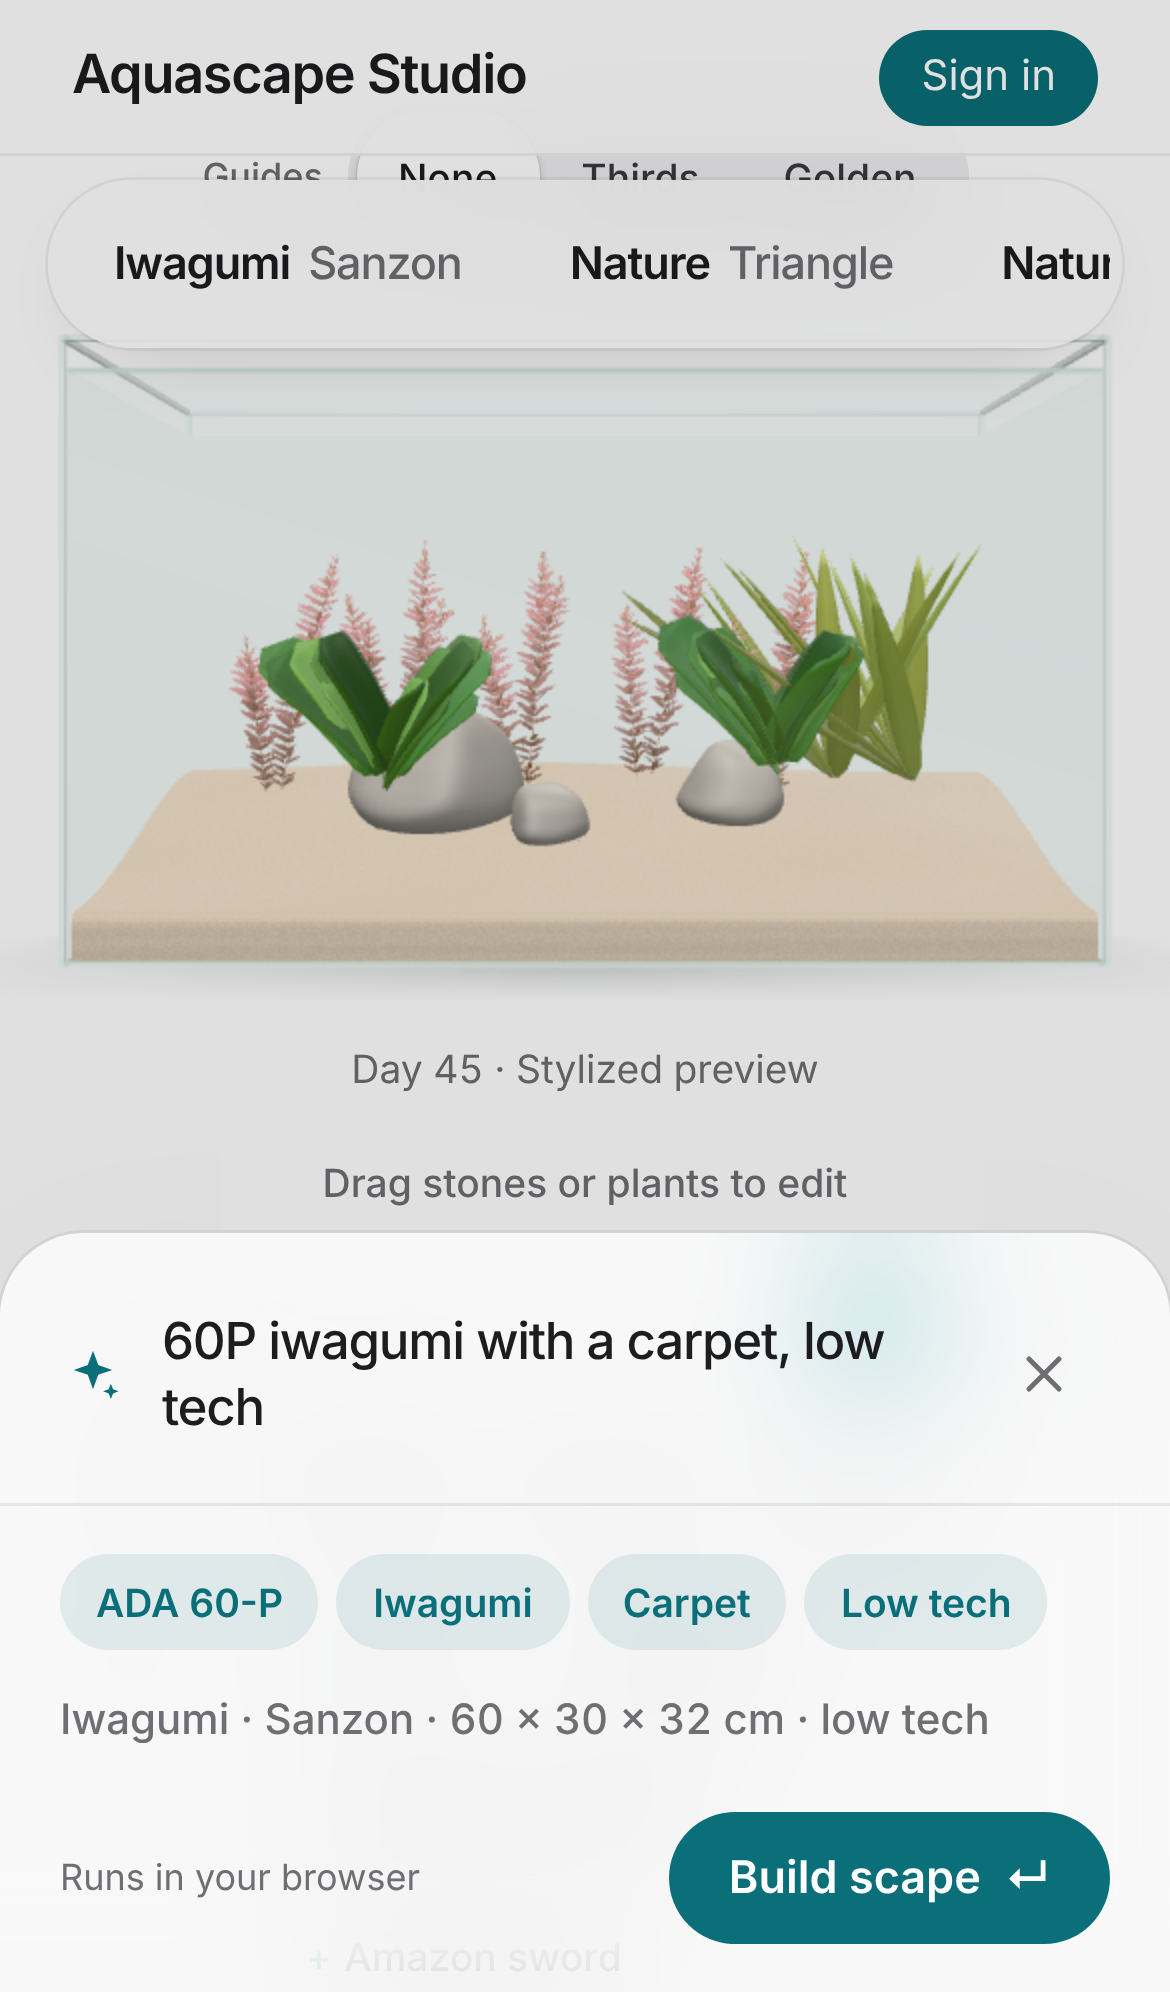 Aquascape Studio
Sign in
Guides None Thirds Golden
Iwagumi Sanzon Nature Triangle Natur
Day 45 · Stylized preview
Drag stones or plants to edit
60P iwagumi with a carpet, low
tech
ADA 60-P Iwagumi Carpet Low tech
Iwagumi · Sanzon · 60 × 30 × 32 cm · low tech
Runs in your browser
Build scape ↵
+ Amazon sword